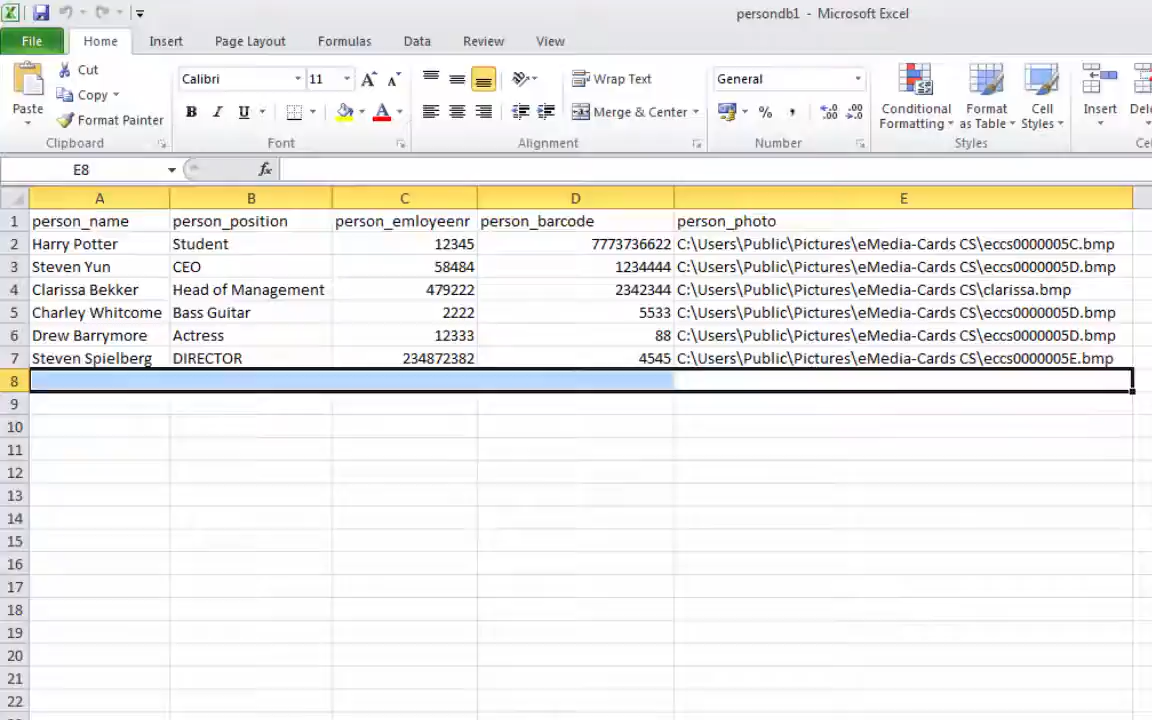 persondb1 - Microsoft Excel
File Home Insert Page Layout Formulas Data Review View
Paste
Cut
Copy
Format Painter
Clipboard
Calibri 11 A A
B I U A
Font
Wrap Text
Merge & Center
Alignment
General
% ,
Number
Conditional Formatting
Format as Table
Cell Styles
Styles
Insert
E8 fx
A B C D E
1 person_name person_position person_emloyeenr person_barcode person_photo
2 Harry Potter Student 12345 7773736622 C:\Users\Public\Pictures\eMedia-Cards CS\eccs0000005C.bmp
3 Steven Yun CEO 58484 1234444 C:\Users\Public\Pictures\eMedia-Cards CS\eccs0000005D.bmp
4 Clarissa Bekker Head of Management 479222 2342344 C:\Users\Public\Pictures\eMedia-Cards CS\clarissa.bmp
5 Charley Whitcome Bass Guitar 2222 5533 C:\Users\Public\Pictures\eMedia-Cards CS\eccs0000005D.bmp
6 Drew Barrymore Actress 12333 88 C:\Users\Public\Pictures\eMedia-Cards CS\eccs0000005D.bmp
7 Steven Spielberg DIRECTOR 234872382 4545 C:\Users\Public\Pictures\eMedia-Cards CS\eccs0000005E.bmp
8
9
10
11
12
13
14
15
16
17
18
19
20
21
22